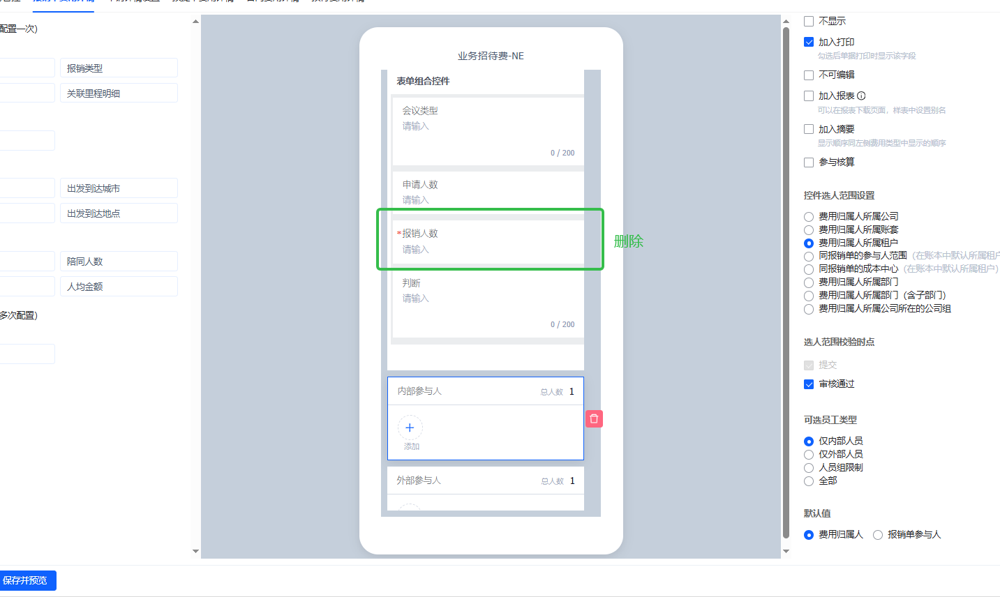 配置一次)
报销类型
关联里程明细
出发到达城市
出发到达地点
陪同人数
人均金额
多次配置)
保存并预览
业务招待费-NE
表单组合控件
会议类型
请输入
0 / 200
申请人数
请输入
*报销人数
请输入
删除
判断
请输入
0 / 200
内部参与人 总人数 1
添加
外部参与人 总人数 1
不显示
加入打印
勾选后单据打印时显示该字段
不可编辑
加入报表
可以在报表下载页面，样表中设置别名
加入摘要
显示顺序同左侧费用类型中显示的顺序
参与核算
控件选人范围设置
费用归属人所属公司
费用归属人所属账套
费用归属人所属租户
同报销单的参与人范围（在账本中默认所属租户
同报销单的成本中心（在账本中默认所属租户）
费用归属人所属部门
费用归属人所属部门（含子部门）
费用归属人所属公司所在的公司组
选人范围校验时点
提交
审核通过
可选员工类型
仅内部人员
仅外部人员
人员组限制
全部
默认值
费用归属人 报销单参与人